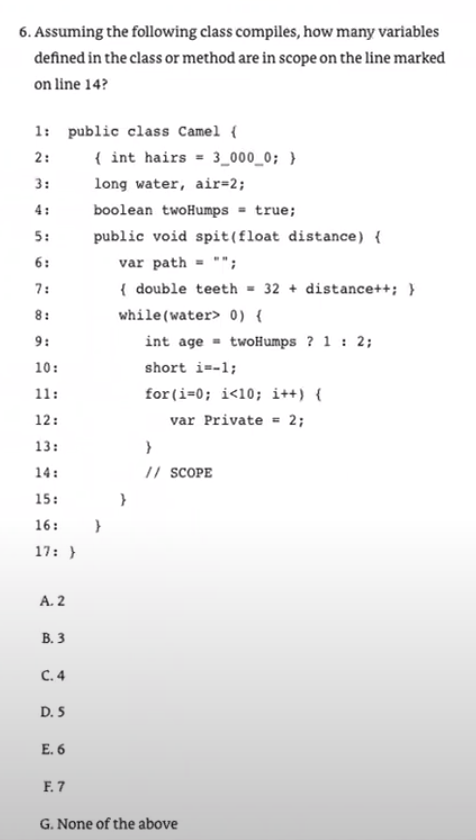 6. Assuming the following class compiles, how many variables
defined in the class or method are in scope on the line marked
on line 14?
1: public class Camel {
2: { int hairs = 3_000_0; }
3: long water, air=2;
4: boolean twoHumps = true;
5: public void spit(float distance) {
6: var path = "";
7: { double teeth = 32 + distance++; }
8: while(water> 0) {
9: int age = twoHumps ? 1 : 2;
10: short i=-1;
11: for(i=0; i<10; i++) {
12: var Private = 2;
13: }
14: // SCOPE
15: }
16: }
17: }
A. 2
B. 3
C. 4
D. 5
E. 6
F. 7
G. None of the above